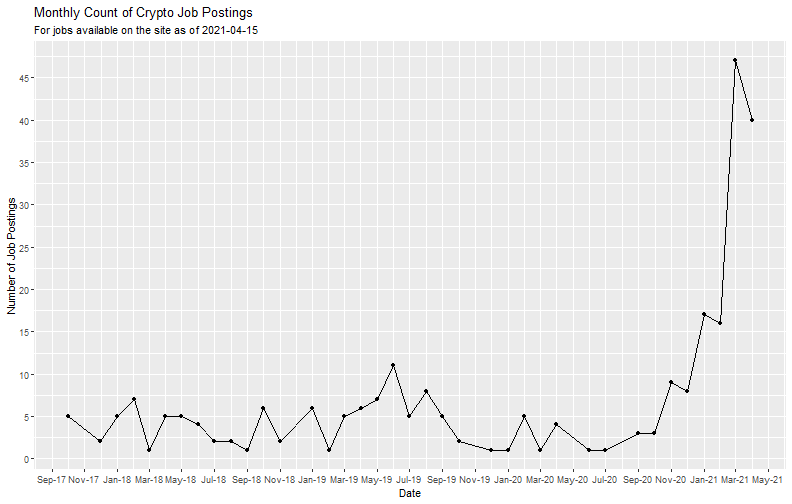 Monthly Count of Crypto Job Postings
For jobs available on the site as of 2021-04-15
Number of Job Postings
45
40
35
30
25
20
15
10
5
0
Sep-17 Nov-17 Jan-18 Mar-18 May-18 Jul-18 Sep-18 Nov-18 Jan-19 Mar-19 May-19 Jul-19 Sep-19 Nov-19 Jan-20 Mar-20 May-20 Jul-20 Sep-20 Nov-20 Jan-21 Mar-21 May-21
Date